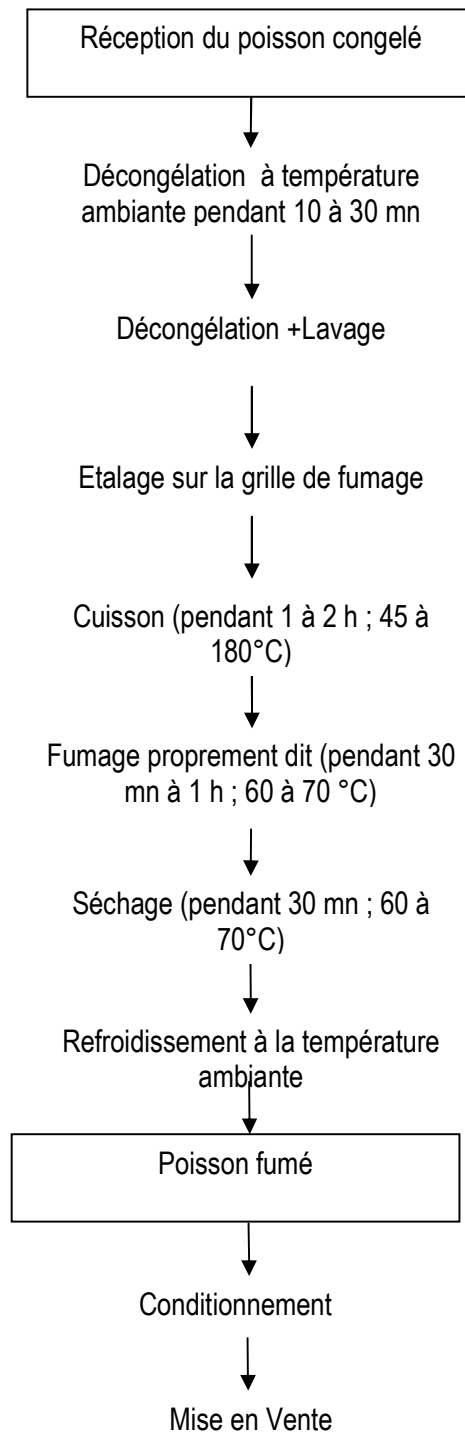 Réception du poisson congelé
Décongélation à température
ambiante pendant 10 à 30 mn
Décongélation +Lavage
Etalage sur la grille de fumage
Cuisson (pendant 1 à 2 h ; 45 à
180°C)
Fumage proprement dit (pendant 30
mn à 1 h ; 60 à 70 °C)
Séchage (pendant 30 mn ; 60 à
70°C)
Refroidissement à la température
ambiante
Poisson fumé
Conditionnement
Mise en Vente